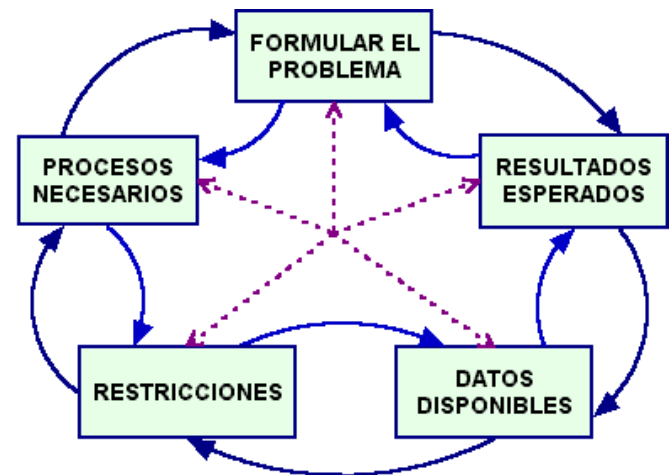 FORMULAR EL
PROBLEMA
RESULTADOS
ESPERADOS
DATOS
DISPONIBLES
RESTRICCIONES
PROCESOS
NECESARIOS